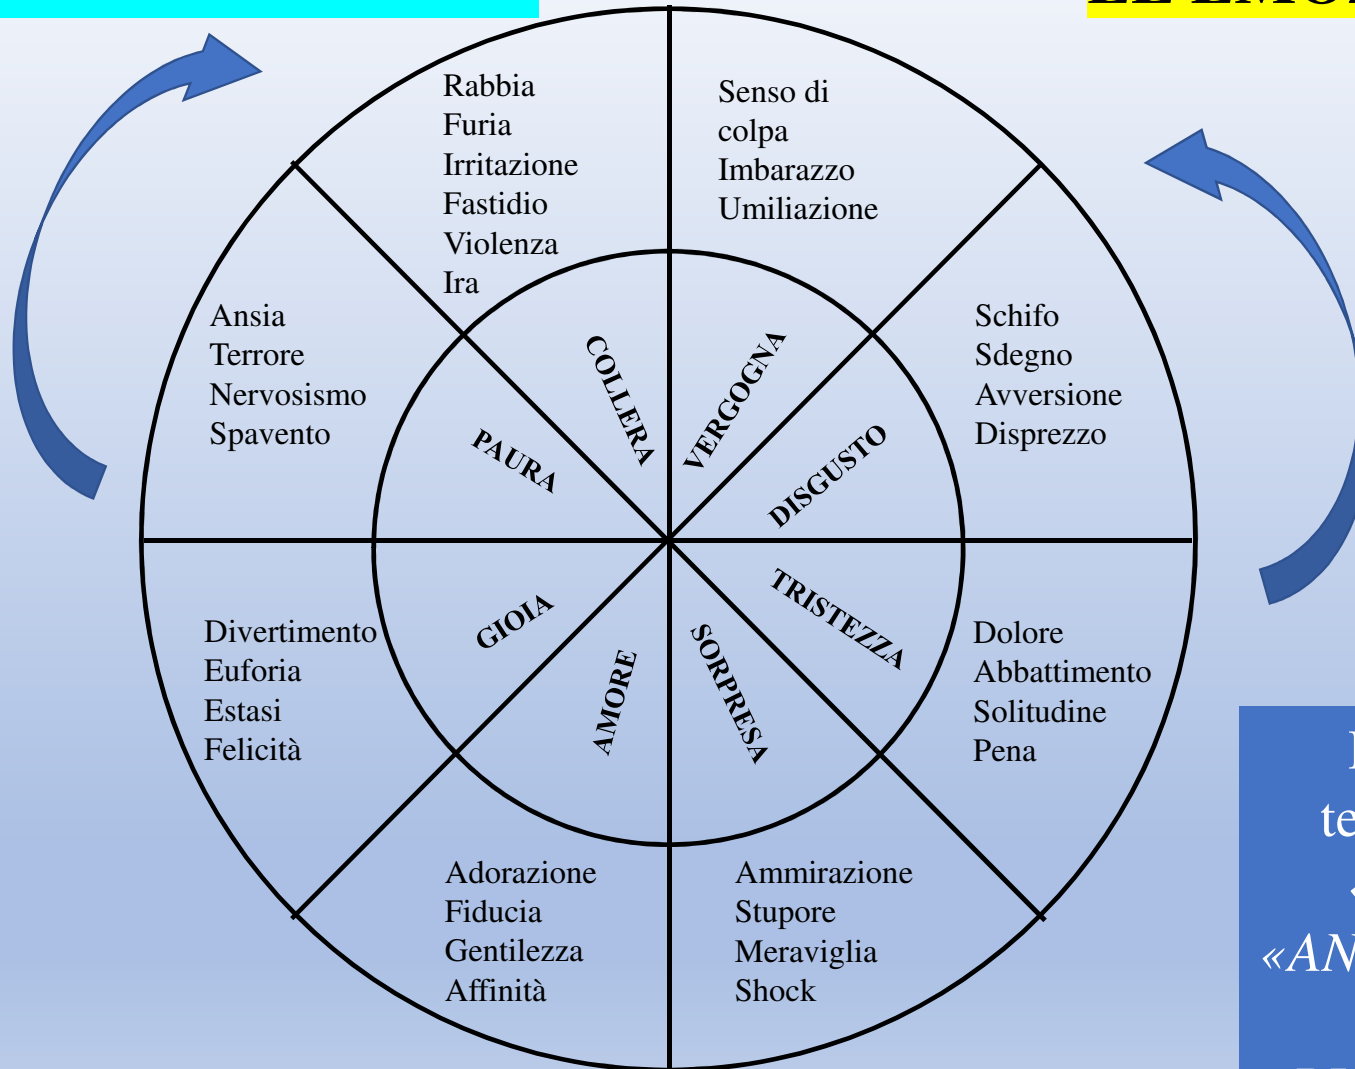 Rabbia
Furia
Irritazione
Fastidio
Violenza
Ira
Senso di
colpa
Imbarazzo
Umiliazione
Ansia
Terrore
Nervosismo
Spavento
Schifo
Sdegno
Avversione
Disprezzo
COLLERA
VERGOGNA
PAURA
DISGUSTO
GIOIA
AMORE
SORPRESA
TRISTEZZA
Divertimento
Euforia
Estasi
Felicità
Dolore
Abbattimento
Solitudine
Pena
Adorazione
Fiducia
Gentilezza
Affinità
Ammirazione
Stupore
Meraviglia
Shock
te
«AN